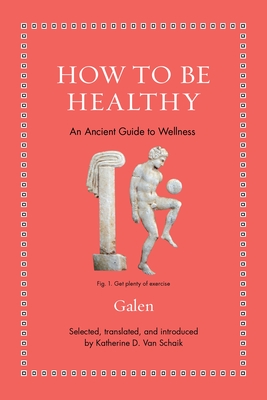 HOW TO BE
HEALTHY
An Ancient Guide to Wellness
Fig. 1. Get plenty of exercise
Galen
Selected, translated, and introduced
by Katherine D. Van Schaik